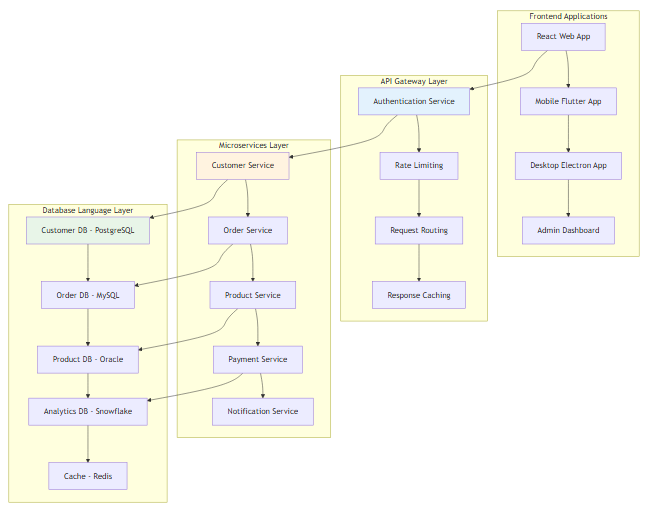 Frontend Applications
React Web App
Mobile Flutter App
Desktop Electron App
Admin Dashboard
API Gateway Layer
Authentication Service
Rate Limiting
Request Routing
Response Caching
Microservices Layer
Customer Service
Order Service
Product Service
Payment Service
Notification Service
Database Language Layer
Customer DB - PostgreSQL
Order DB - MySQL
Product DB - Oracle
Analytics DB - Snowflake
Cache - Redis